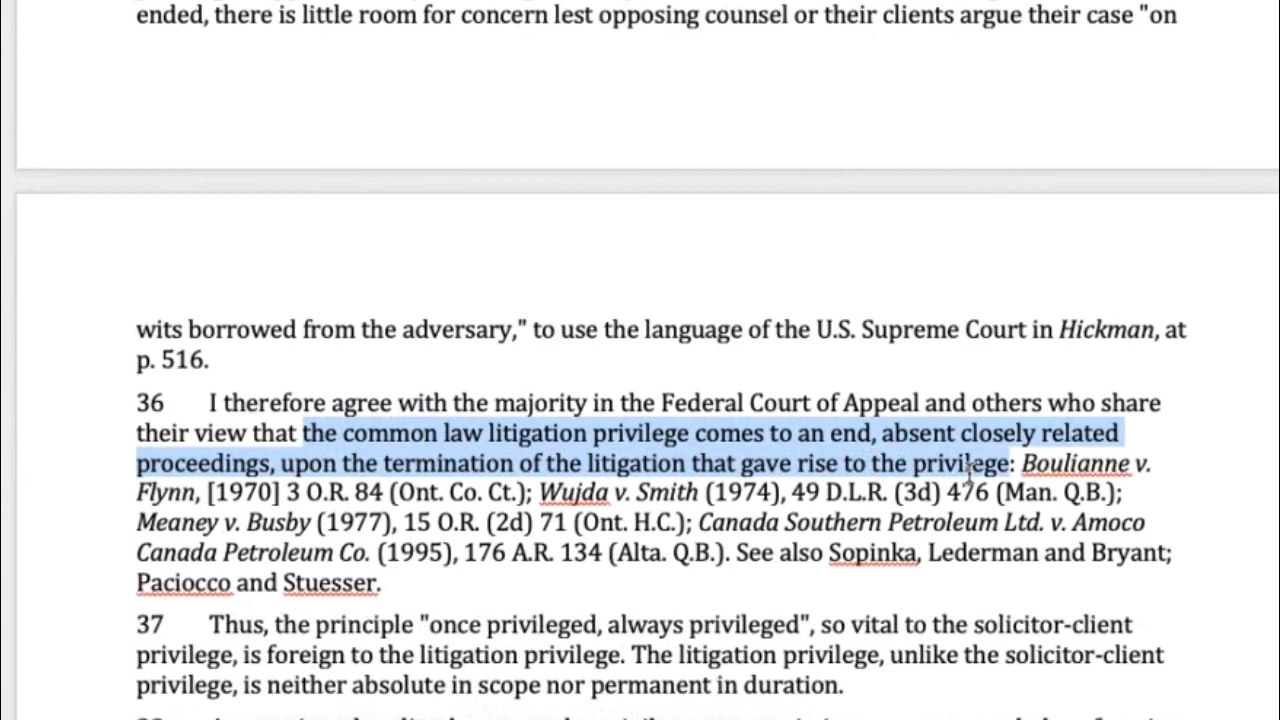 ended, there is little room for concern lest opposing counsel or their clients argue their case "on
wits borrowed from the adversary," to use the language of the U.S. Supreme Court in Hickman, at
p. 516.
36 I therefore agree with the majority in the Federal Court of Appeal and others who share
their view that the common law litigation privilege comes to an end, absent closely related
proceedings, upon the termination of the litigation that gave rise to the privilege: Boulianne v.
Flynn, [1970] 3 O.R. 84 (Ont. Co. Ct.); Wujda v. Smith (1974), 49 D.L.R. (3d) 476 (Man. Q.B.);
Meaney v. Busby (1977), 15 O.R. (2d) 71 (Ont. H.C.); Canada Southern Petroleum Ltd. v. Amoco
Canada Petroleum Co. (1995), 176 A.R. 134 (Alta. Q.B.). See also Sopinka, Lederman and Bryant;
Paciocco and Stuesser.
37 Thus, the principle "once privileged, always privileged", so vital to the solicitor-client
privilege, is foreign to the litigation privilege. The litigation privilege, unlike the solicitor-client
privilege, is neither absolute in scope nor permanent in duration.